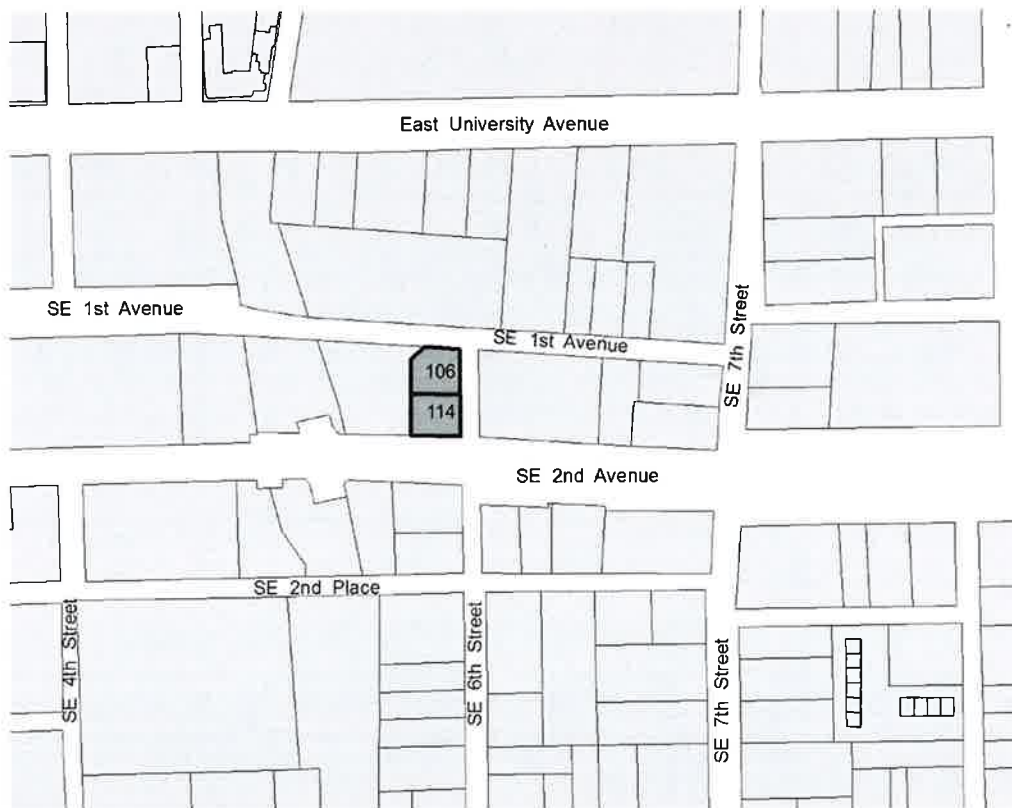 East University Avenue
SE 1st Avenue
SE 1st Avenue
SE 7th Street
106
114
SE 2nd Avenue
SE 2nd Place
SE 4th Street
SE 6th Street
SE 7th Street